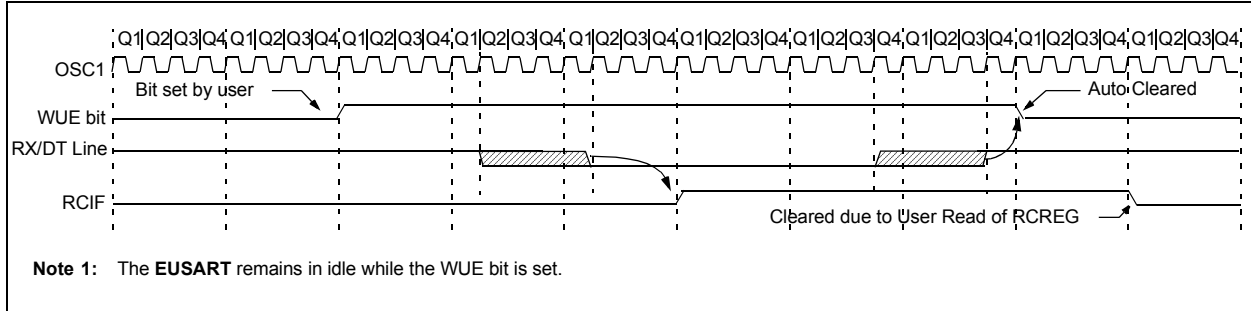 Q1 Q2 Q3 Q4 Q1 Q2 Q3 Q4 Q1 Q2 Q3 Q4 Q1 Q2 Q3 Q4 Q1 Q2 Q3 Q4 Q1 Q2 Q3 Q4 Q1 Q2 Q3 Q4 Q1 Q2 Q3 Q4 Q1 Q2 Q3 Q4 Q1 Q2 Q3 Q4
OSC1
Bit set by user
Auto Cleared
WUE bit
RX/DT Line
RCIF
Cleared due to User Read of RCREG
Note 1: The EUSART remains in idle while the WUE bit is set.